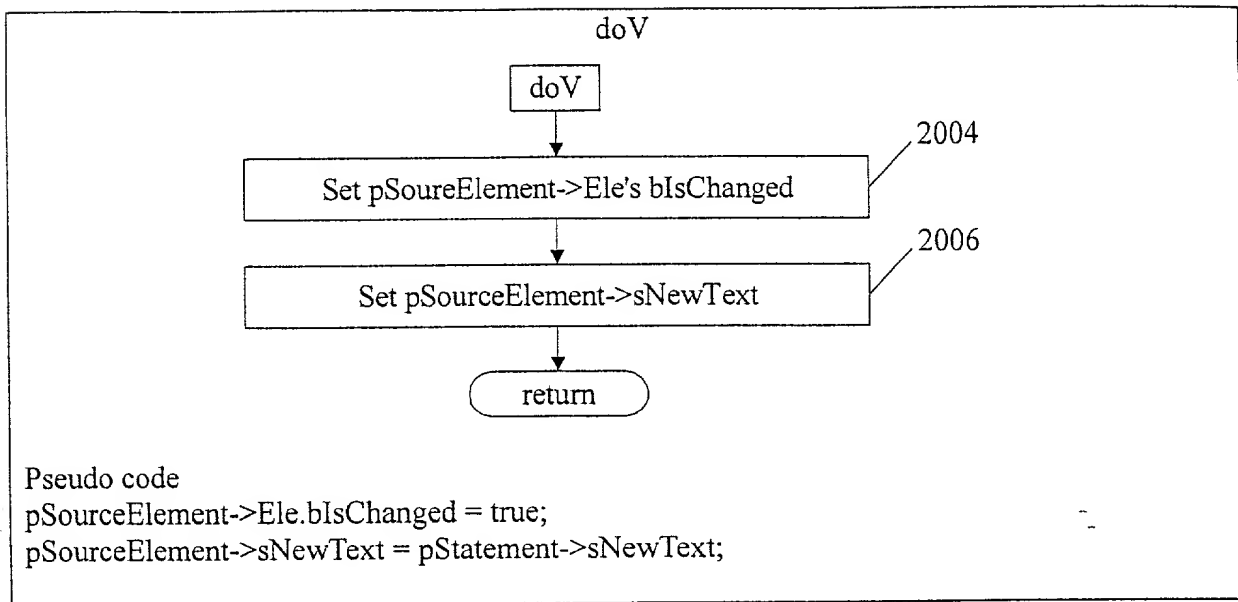 doV
doV
2004
Set pSoureElement->Ele's bIsChanged
2006
Set pSourceElement->sNewText
return
Pseudo code
pSourceElement->Ele.bIsChanged = true;
pSourceElement->sNewText = pStatement->sNewText;